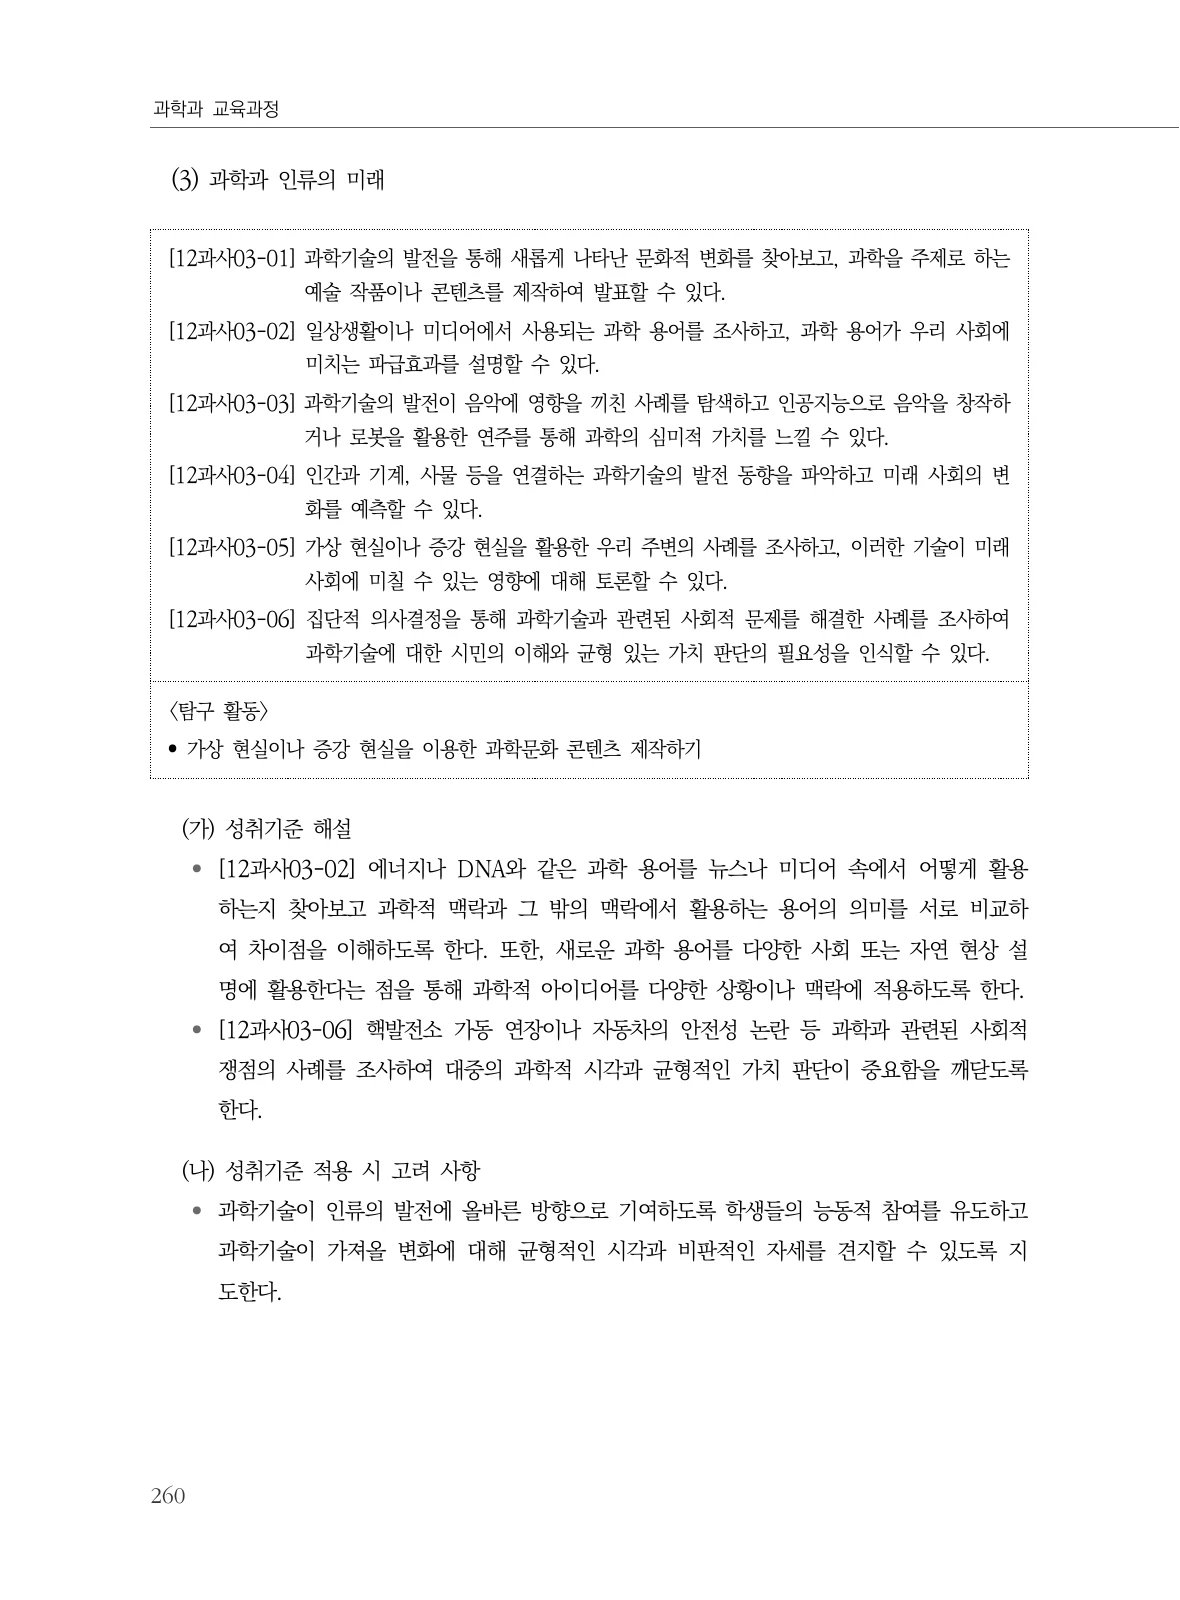 과학과 교육과정
(3) 과학과 인류의 미래
[12과사03-01] 과학기술의 발전을 통해 새롭게 나타난 문화적 변화를 찾아보고, 과학을 주제로 하는
예술 작품이나 콘텐츠를 제작하여 발표할 수 있다.
[12과사03-02] 일상생활이나 미디어에서 사용되는 과학 용어를 조사하고, 과학 용어가 우리 사회에
미치는 파급효과를 설명할 수 있다.
[12과사03-03] 과학기술의 발전이 음악에 영향을 끼친 사례를 탐색하고 인공지능으로 음악을 창작하
거나 로봇을 활용한 연주를 통해 과학의 심미적 가치를 느낄 수 있다.
[12과사03-04] 인간과 기계, 사물 등을 연결하는 과학기술의 발전 동향을 파악하고 미래 사회의 변
화를 예측할 수 있다.
[12과사03-05] 가상 현실이나 증강 현실을 활용한 우리 주변의 사례를 조사하고, 이러한 기술이 미래
사회에 미칠 수 있는 영향에 대해 토론할 수 있다.
[12과사03-06] 집단적 의사결정을 통해 과학기술과 관련된 사회적 문제를 해결한 사례를 조사하여
과학기술에 대한 시민의 이해와 균형 있는 가치 판단의 필요성을 인식할 수 있다.
〈탐구 활동〉
• 가상 현실이나 증강 현실을 이용한 과학문화 콘텐츠 제작하기
(가) 성취기준 해설
• [12과사03-02] 에너지나 DNA와 같은 과학 용어를 뉴스나 미디어 속에서 어떻게 활용
하는지 찾아보고 과학적 맥락과 그 밖의 맥락에서 활용하는 용어의 의미를 서로 비교하
여 차이점을 이해하도록 한다. 또한, 새로운 과학 용어를 다양한 사회 또는 자연 현상 설
명에 활용한다는 점을 통해 과학적 아이디어를 다양한 상황이나 맥락에 적용하도록 한다.
• [12과사03-06] 핵발전소 가동 연장이나 자동차의 안전성 논란 등 과학과 관련된 사회적
쟁점의 사례를 조사하여 대중의 과학적 시각과 균형적인 가치 판단이 중요함을 깨닫도록
한다.
(나) 성취기준 적용 시 고려 사항
• 과학기술이 인류의 발전에 올바른 방향으로 기여하도록 학생들의 능동적 참여를 유도하고
과학기술이 가져올 변화에 대해 균형적인 시각과 비판적인 자세를 견지할 수 있도록 지
도한다.
260